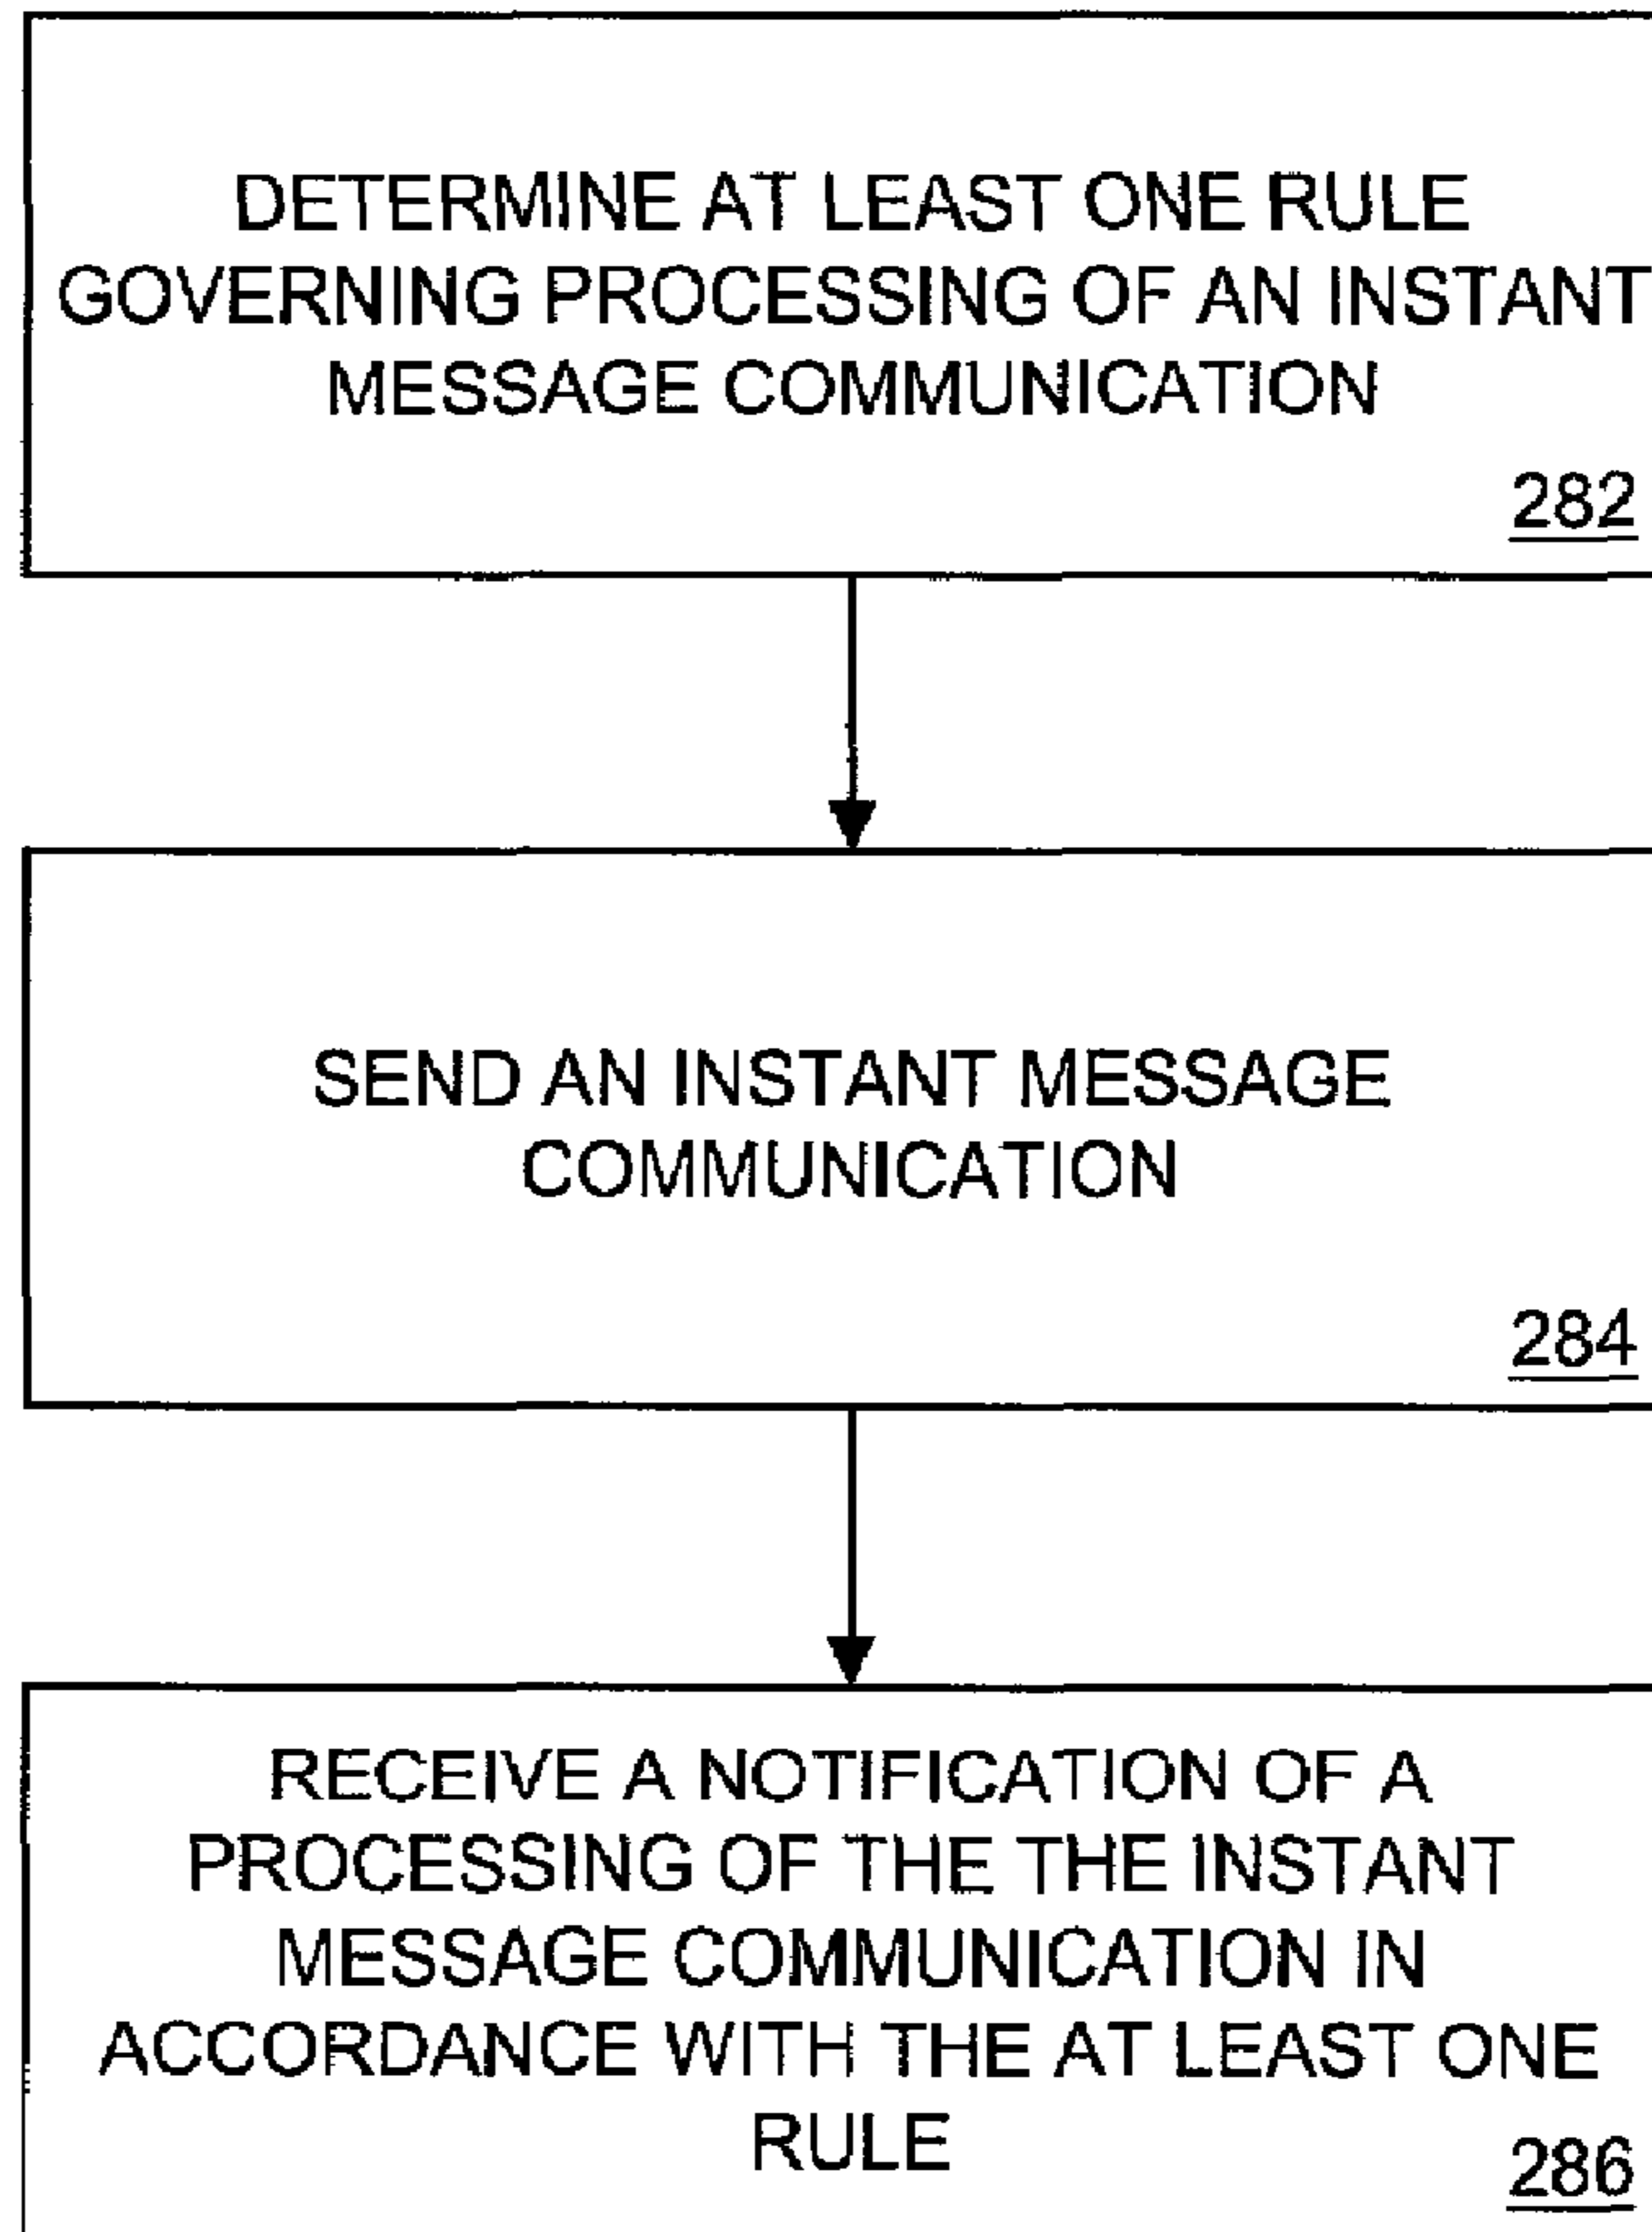 DETERMINE AT LEAST ONE RULE
GOVERNING PROCESSING OF AN INSTANT
MESSAGE COMMUNICATION
282
SEND AN INSTANT MESSAGE
COMMUNICATION
284
RECEIVE A NOTIFICATION OF A
PROCESSING OF THE THE INSTANT
MESSAGE COMMUNICATION IN
ACCORDANCE WITH THE AT LEAST ONE
RULE
286